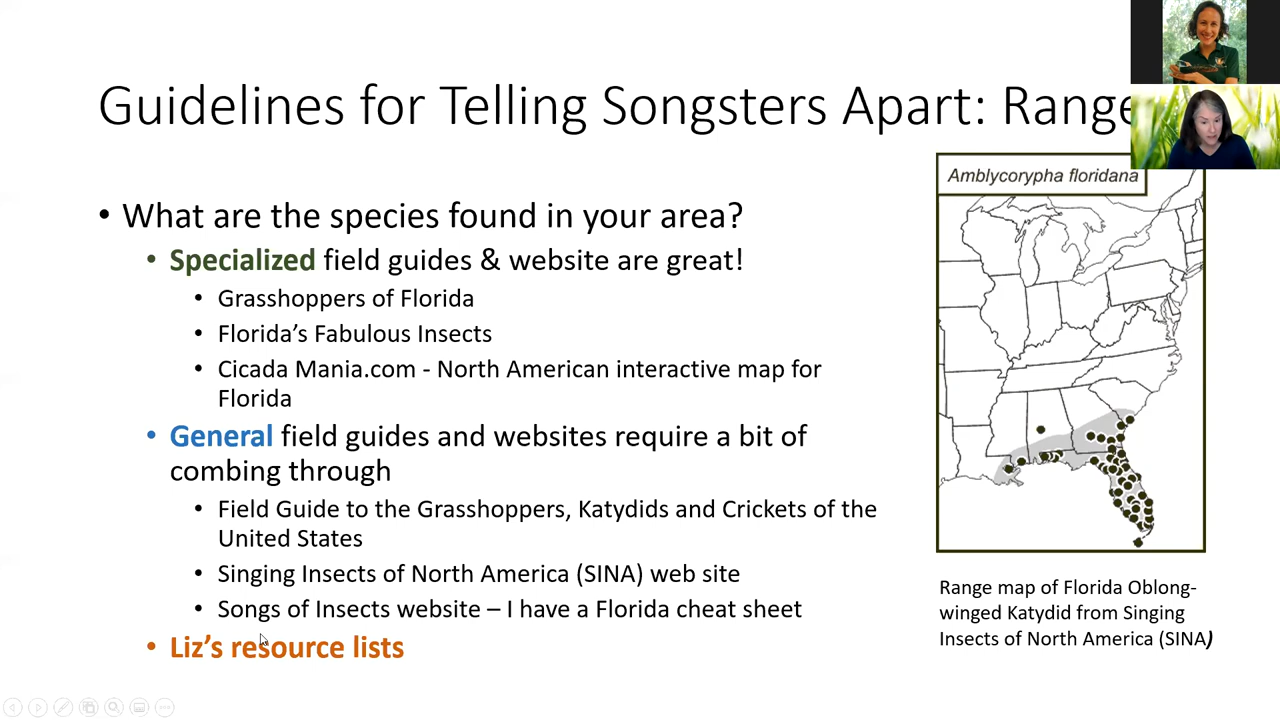 Guidelines for Telling Songsters Apart: Range
• What are the species found in your area?
• Specialized field guides & website are great!
• Grasshoppers of Florida
• Florida’s Fabulous Insects
• Cicada Mania.com - North American interactive map for
Florida
• General field guides and websites require a bit of
combing through
• Field Guide to the Grasshoppers, Katydids and Crickets of the
United States
• Singing Insects of North America (SINA) web site
• Songs of Insects website – I have a Florida cheat sheet
• Liz’s resource lists
Amblycorypha floridana
Range map of Florida Oblong-
winged Katydid from Singing
Insects of North America (SINA)